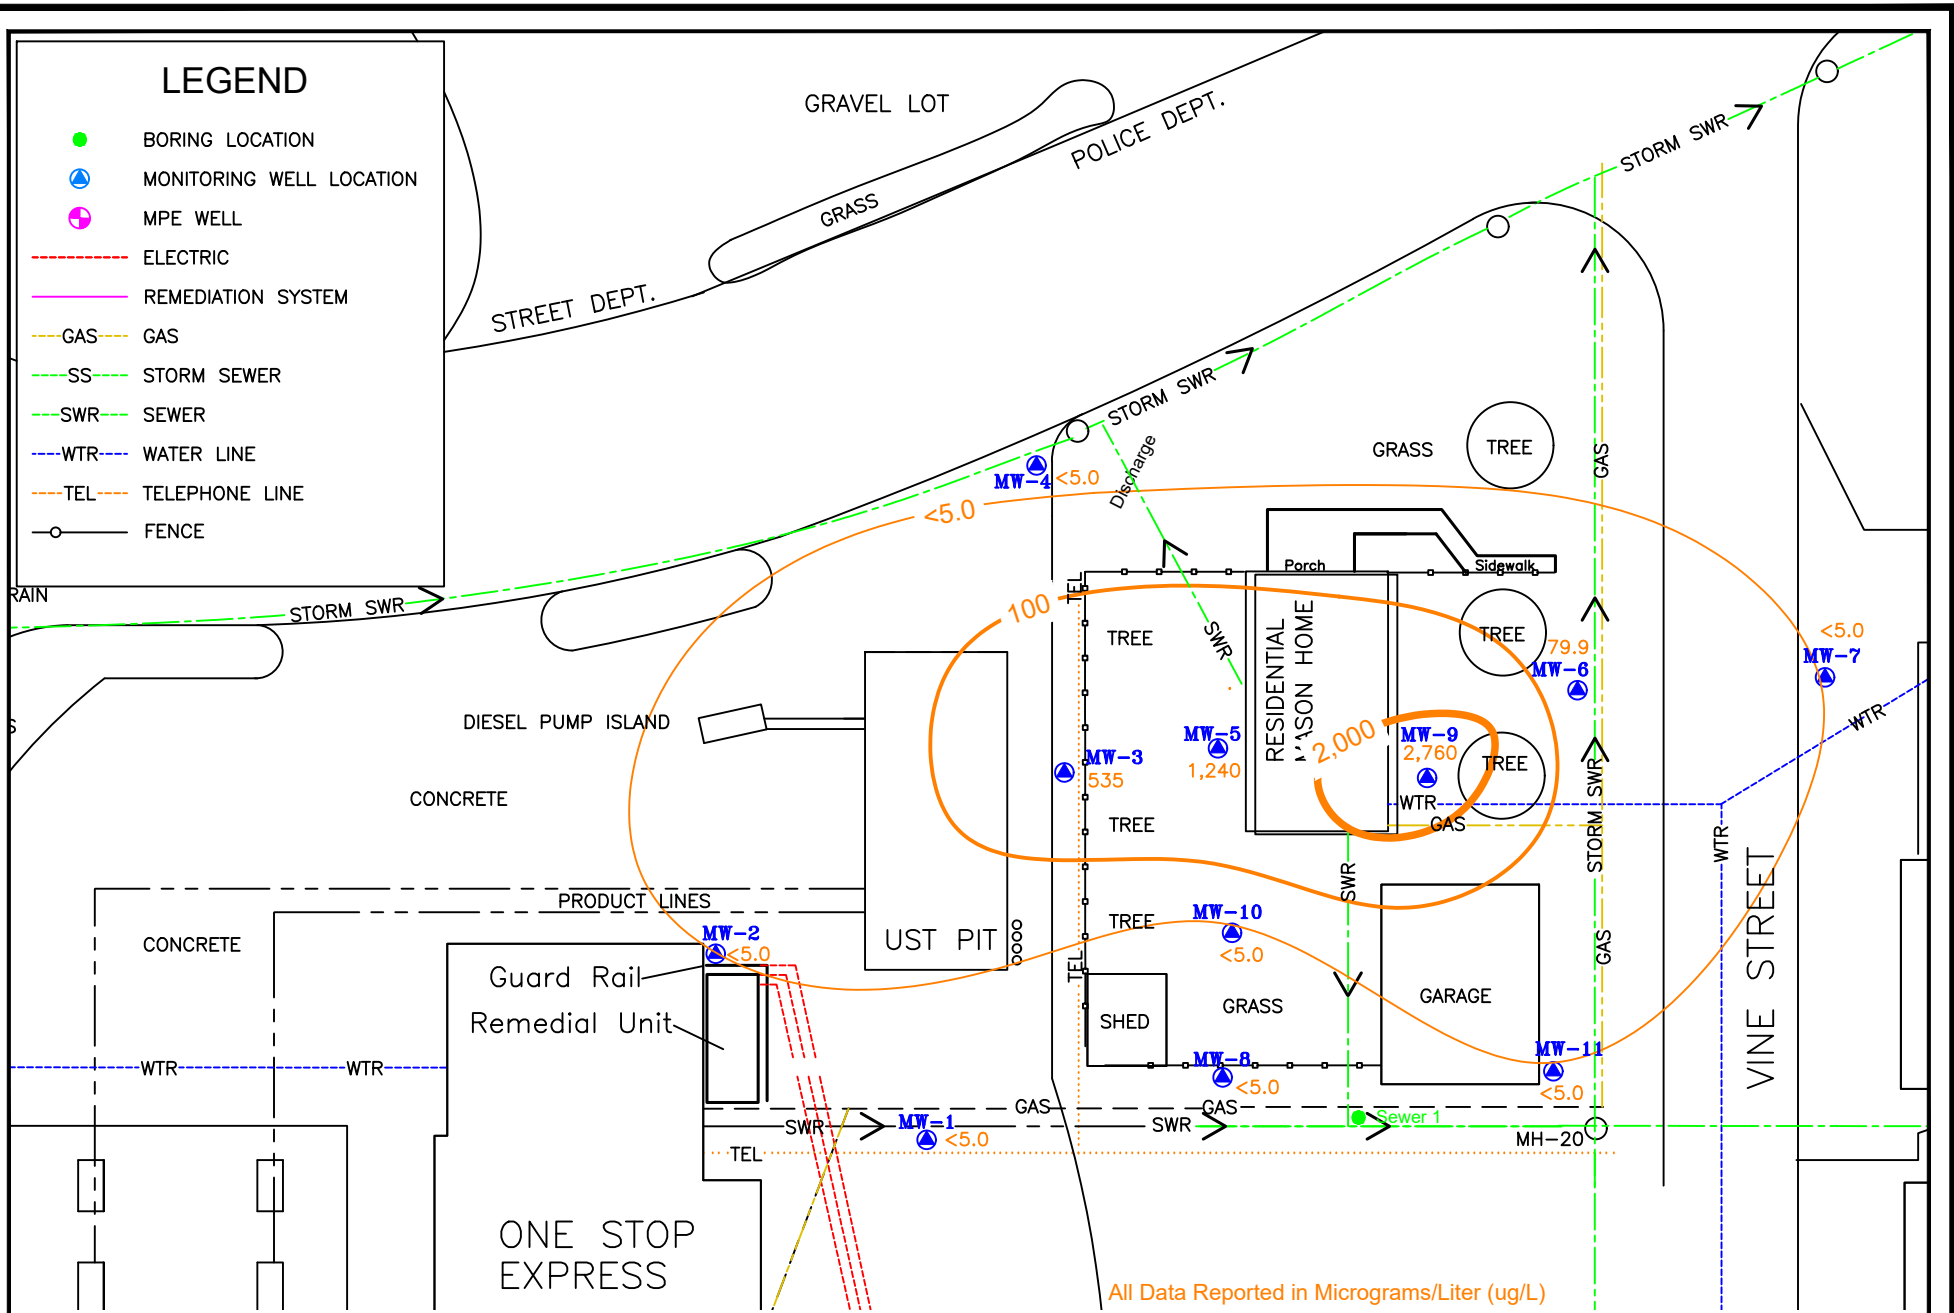 LEGEND
BORING LOCATION
MONITORING WELL LOCATION
MPE WELL
ELECTRIC
REMEDIATION SYSTEM
GAS GAS
SS STORM SEWER
SWR SEWER
WTR WATER LINE
TEL TELEPHONE LINE
FENCE
GRAVEL LOT
POLICE DEPT.
GRASS
STREET DEPT.
STORM SWR
STORM SWR
STORM SWR
RAIN
S
MW-4
<5.0
<5.0
Discharge
GRASS
TREE
GAS
Porch
Sidewalk
TEL
100
TREE
SWR
RESIDENTIAL
MASON HOME
TREE
79.9
MW-6
<5.0
MW-7
WTR
DIESEL PUMP ISLAND
MW-3
535
MW-5
1,240
2,000
MW-9
2,760
TREE
WTR
GAS
STORM SWR
WTR
CONCRETE
TREE
SWR
PRODUCT LINES
CONCRETE
MW-2
<5.0
UST PIT
TREE
MW-10
<5.0
TEL
GAS
VINE STREET
Guard Rail
Remedial Unit
SHED
GRASS
GARAGE
WTR
WTR
MW-8
<5.0
MW-11
<5.0
GAS
GAS
SWR
MW-1
<5.0
SWR
Sewer 1
MH-20
TEL
ONE STOP
EXPRESS
All Data Reported in Micrograms/Liter (ug/L)